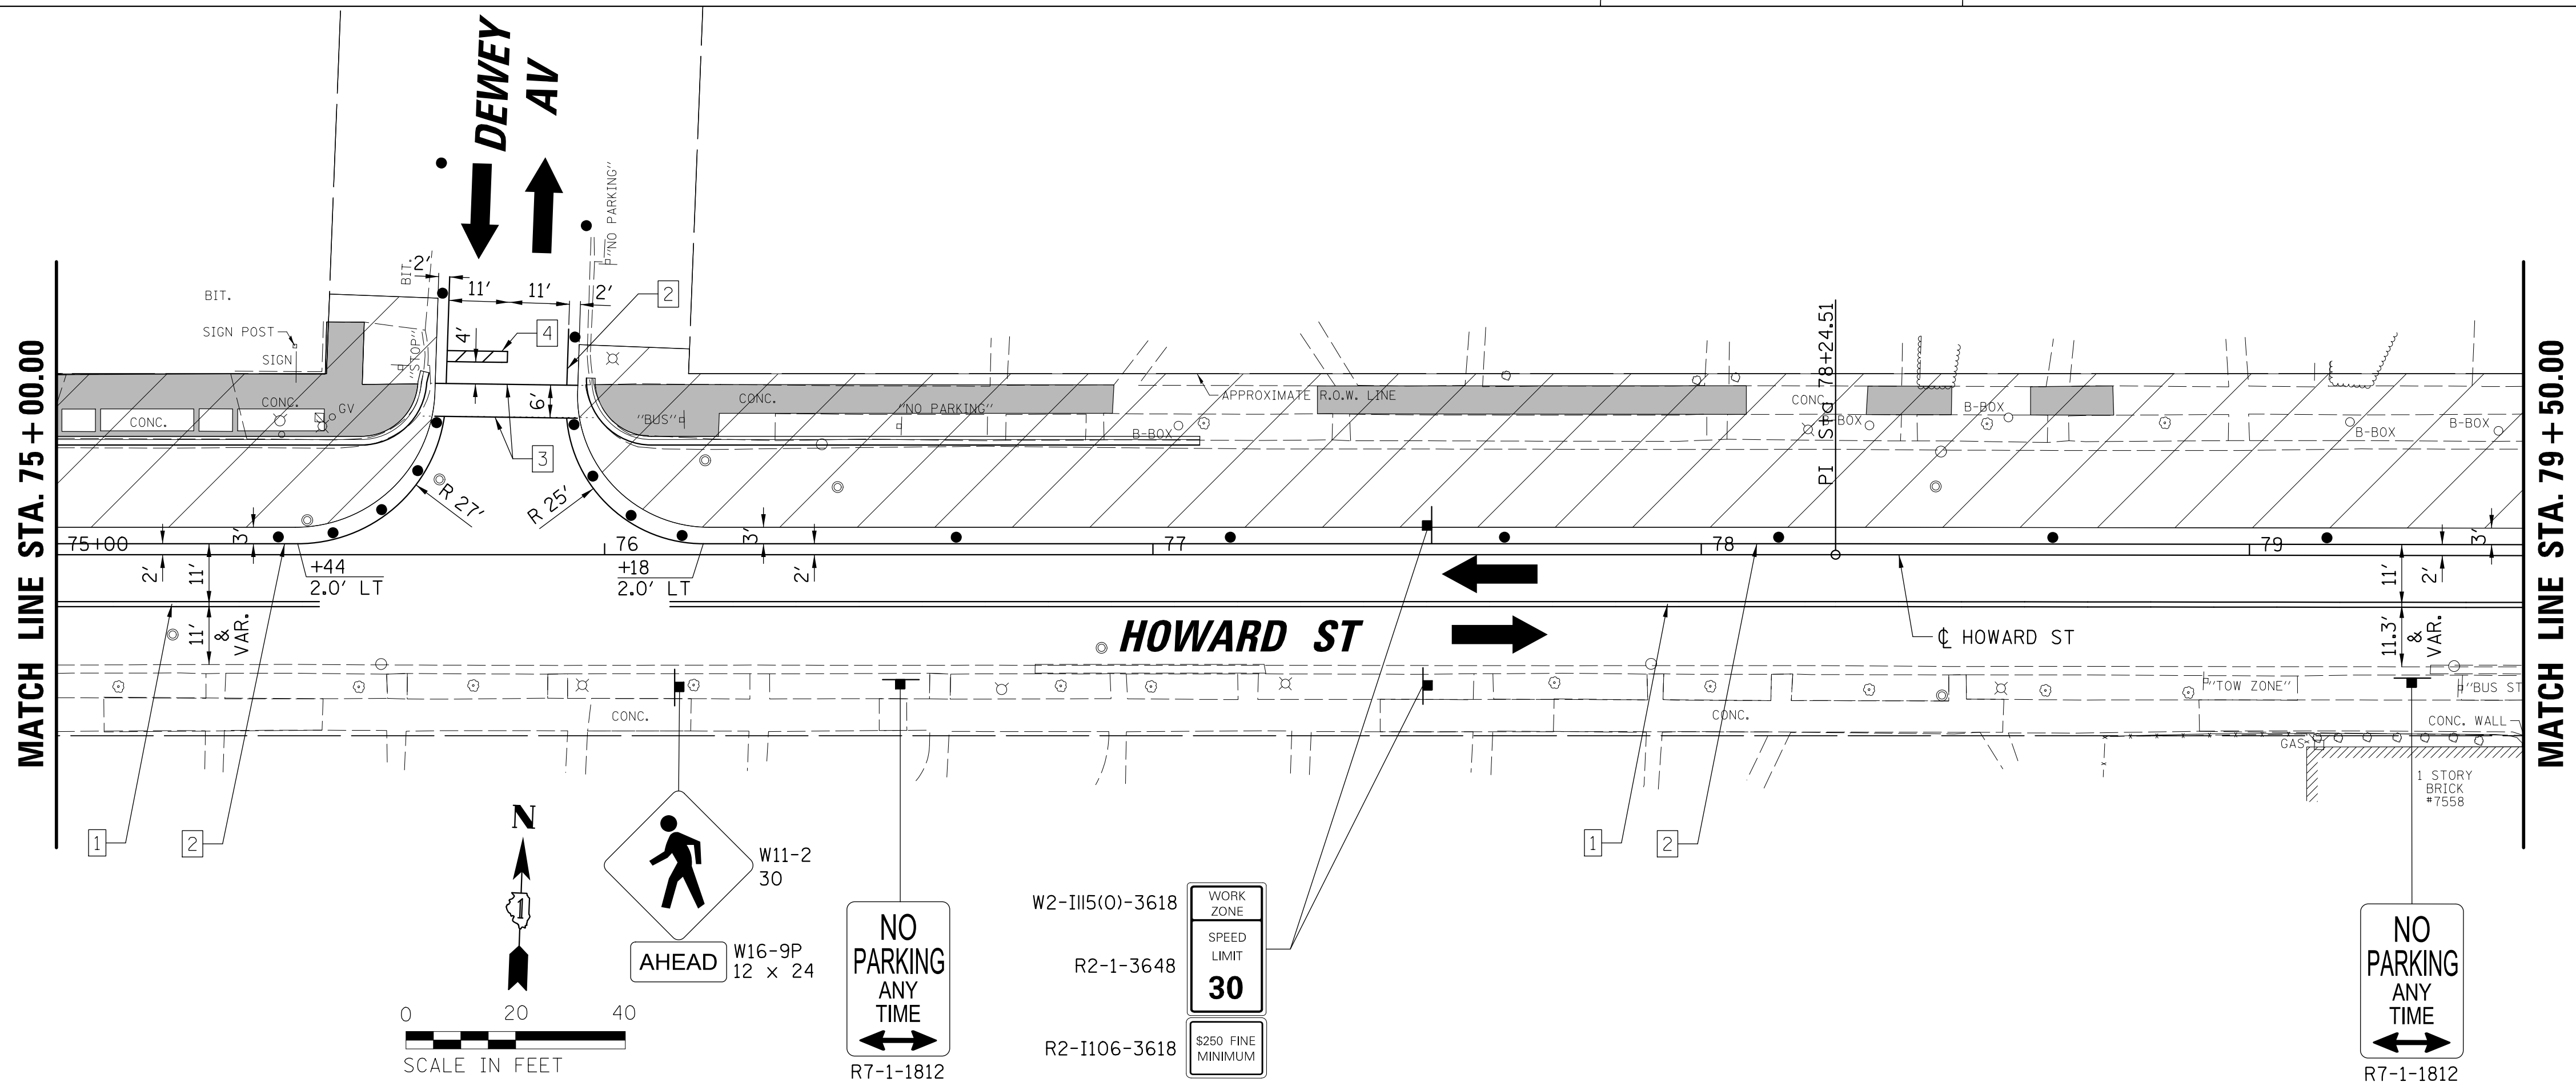 DEWEY
AV
MATCH LINE STA. 75+00.00
MATCH LINE STA. 79+50.00
BIT.
SIGN POST
SIGN
CONC.
CONC.
GV
BIT.
"STOP"
2'
11'
11'
2'
4'
6'
2
4
3
"NO PARKING"
"BUS"
CONC.
"NO PARKING"
B-BOX
APPROXIMATE R.O.W. LINE
PI Sta 78+24.51
CONC.
B-BOX
B-BOX
B-BOX
B-BOX
R 27'
R 25'
75+00
76
77
78
79
3'
3'
3'
2'
11'
+44
2.0' LT
+18
2.0' LT
2'
11'
2'
11'
&
VAR.
HOWARD ST
℄ HOWARD ST
11.3'
&
VAR.
CONC.
CONC.
"TOW ZONE"
"BUS ST
CONC. WALL
GAS
1 STORY
BRICK
#7558
1
2
1
2
N
1
W11-2
30
AHEAD
W16-9P
12 x 24
NO
PARKING
ANY
TIME
R7-1-1812
W2-I115(O)-3618
WORK
ZONE
R2-1-3648
SPEED
LIMIT
30
R2-I106-3618
$250 FINE
MINIMUM
NO
PARKING
ANY
TIME
R7-1-1812
0 20 40
SCALE IN FEET